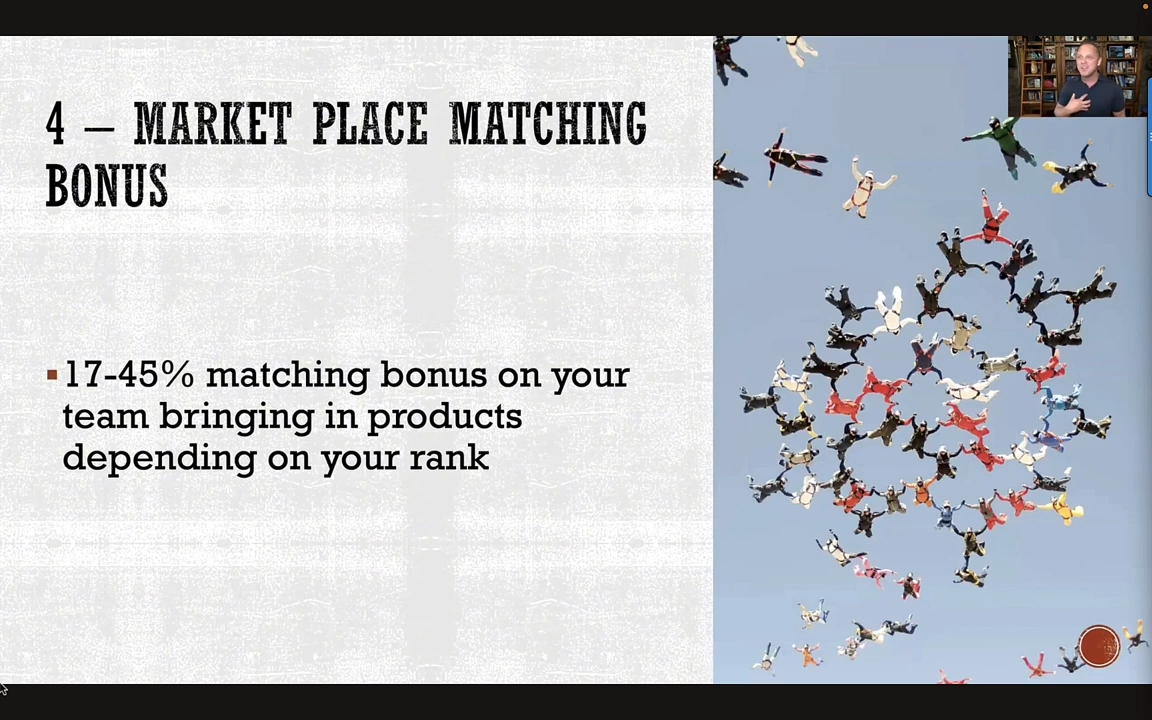 4 – MARKET PLACE MATCHING
BONUS
17-45% matching bonus on your
team bringing in products
depending on your rank